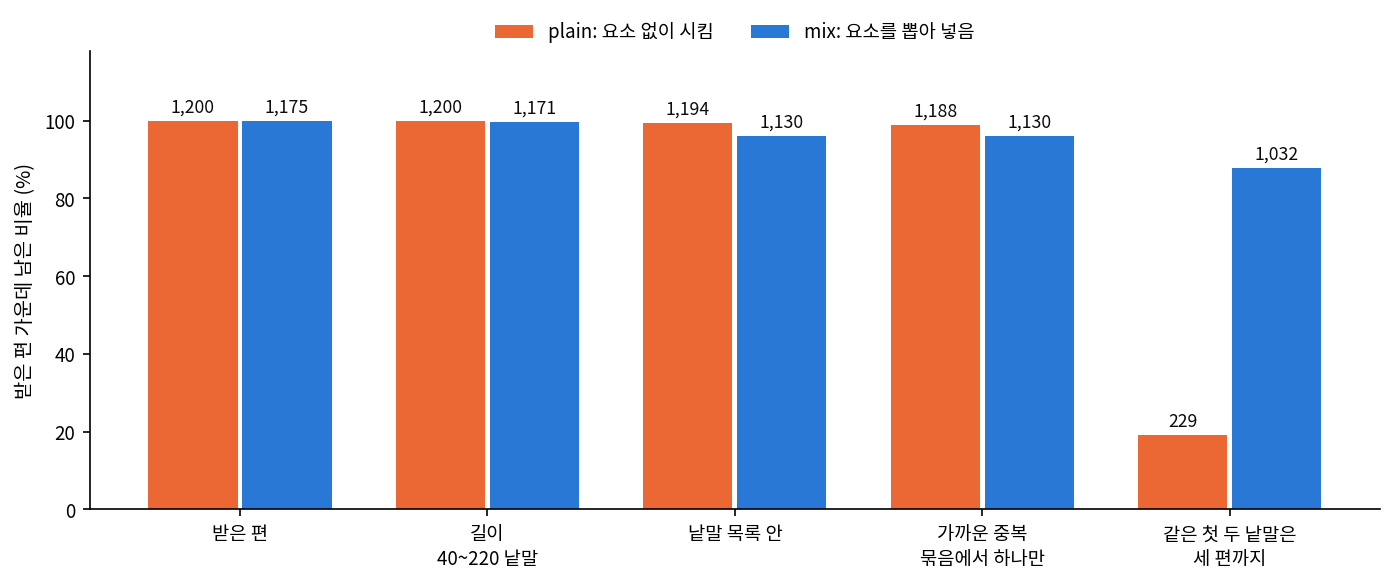 plain: 요소 없이 시킴
mix: 요소를 뽑아 넣음
받은 편 가운데 남은 비율 (%)
100
80
60
40
20
0
1,200
1,175
1,200
1,171
1,194
1,130
1,188
1,130
229
1,032
받은 편
길이
40~220 낱말
낱말 목록 안
가까운 중복
묶음에서 하나만
같은 첫 두 낱말은
세 편까지